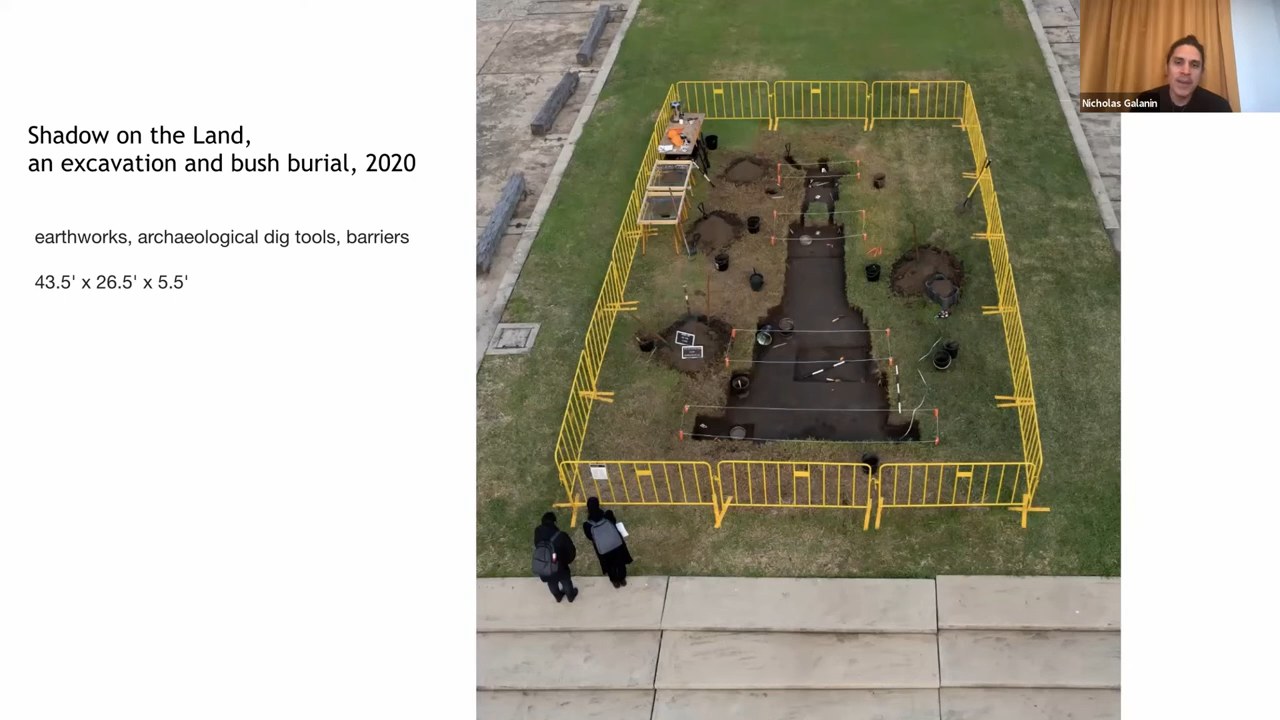 Shadow on the Land,
an excavation and bush burial, 2020
earthworks, archaeological dig tools, barriers
43.5' x 26.5' x 5.5'
Nicholas Galanin